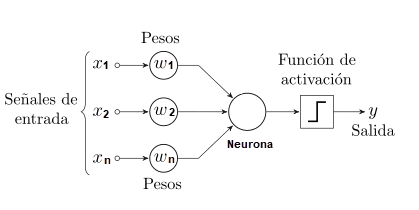 Pesos
x1 w1
Función de
activación
Señales de
entrada
x2 w2
y
Salida
Neurona
xn wn
Pesos